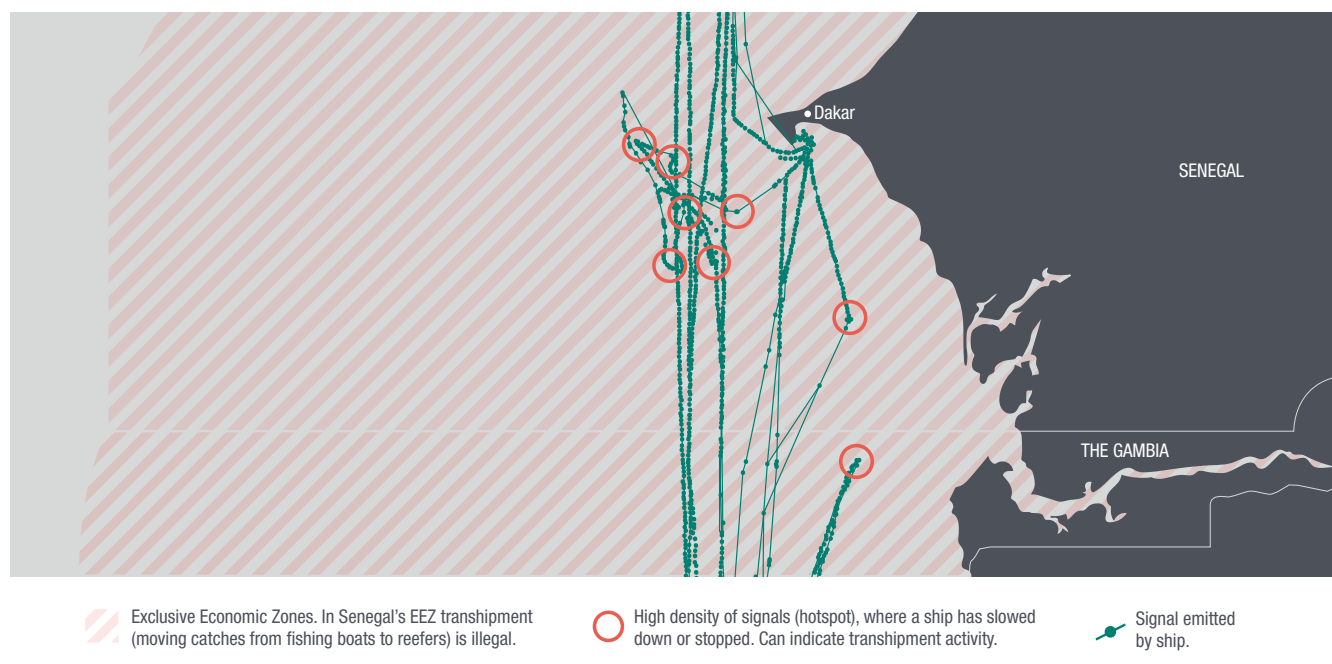 Dakar
SENEGAL
THE GAMBIA
Exclusive Economic Zones. In Senegal's EEZ transhipment
(moving catches from fishing boats to reefers) is illegal.
High density of signals (hotspot), where a ship has slowed
down or stopped. Can indicate transhipment activity.
Signal emitted
by ship.